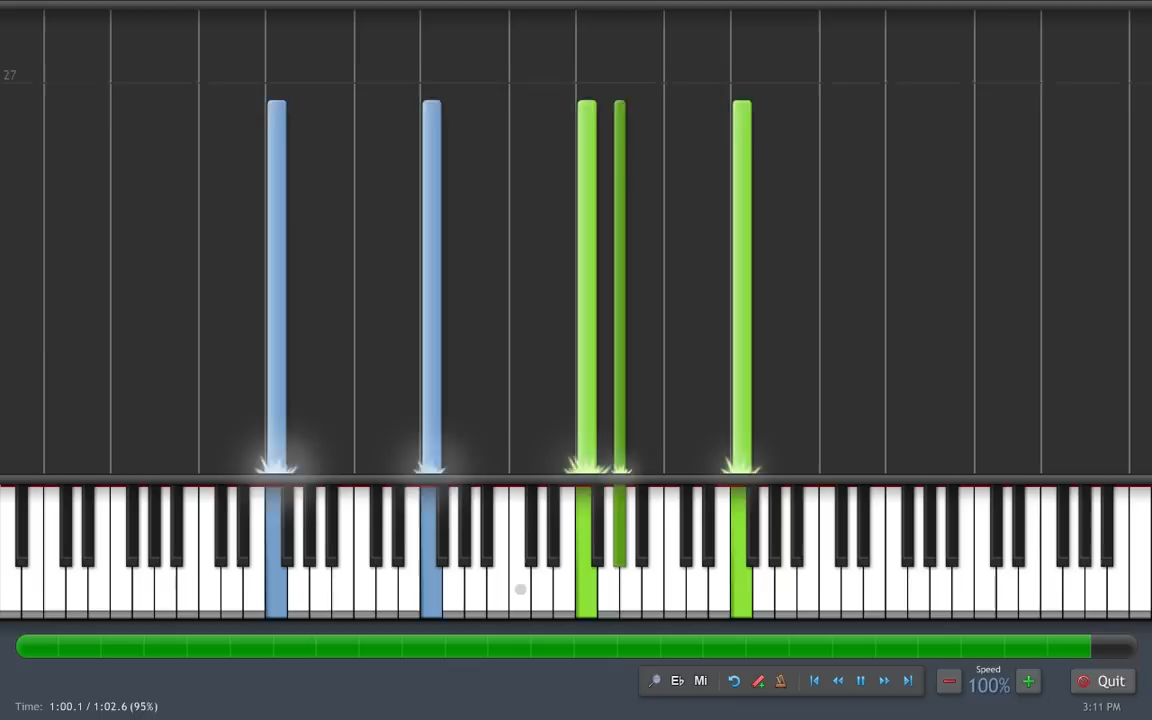 27
E♭ Mi
Speed
100%
Quit
Time: 1:00.1 / 1:02.6 (95%)
3:11 PM